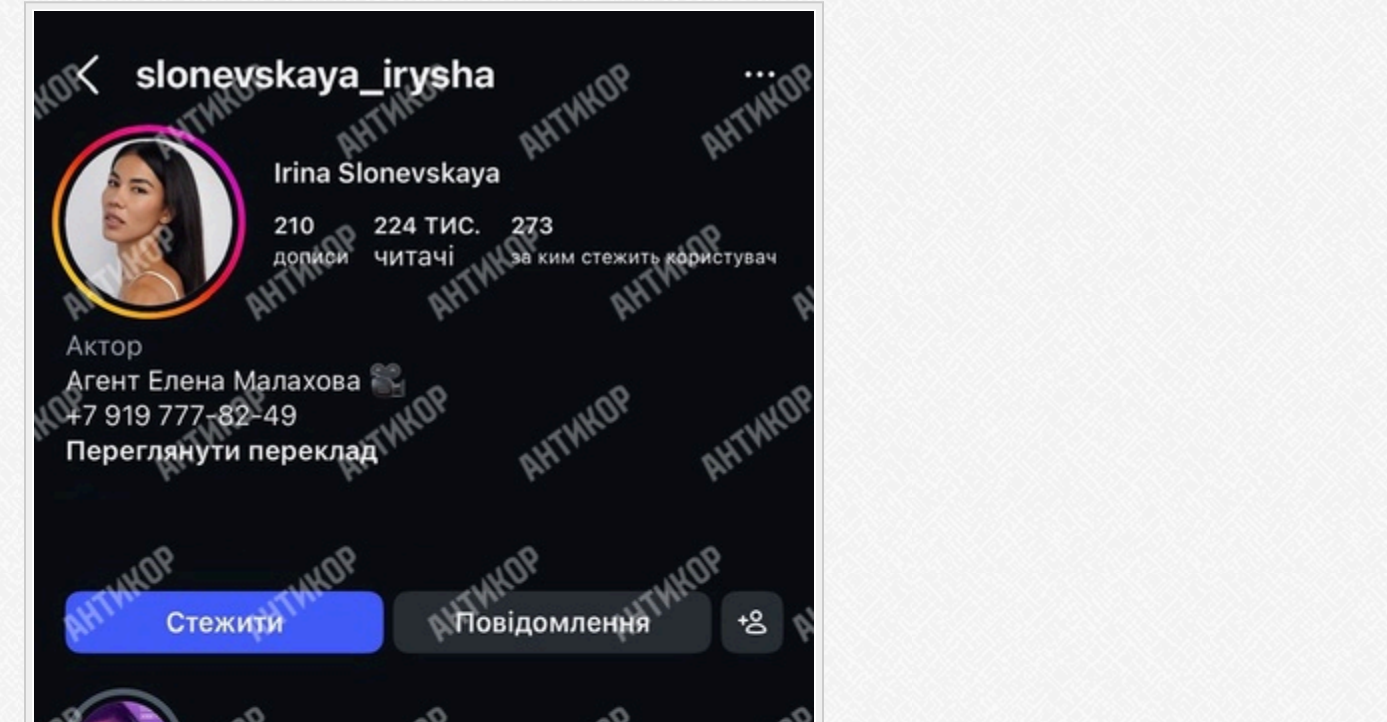 slonevskaya_irysha
Irina Slonevskaya
210 224 ТИС. 273
дописи читачі за ким стежить користувач
Актор
Агент Елена Малахова 🎥
+7 919 777-82-49
Переглянути переклад
Стежити Повідомлення
АНТИКОР